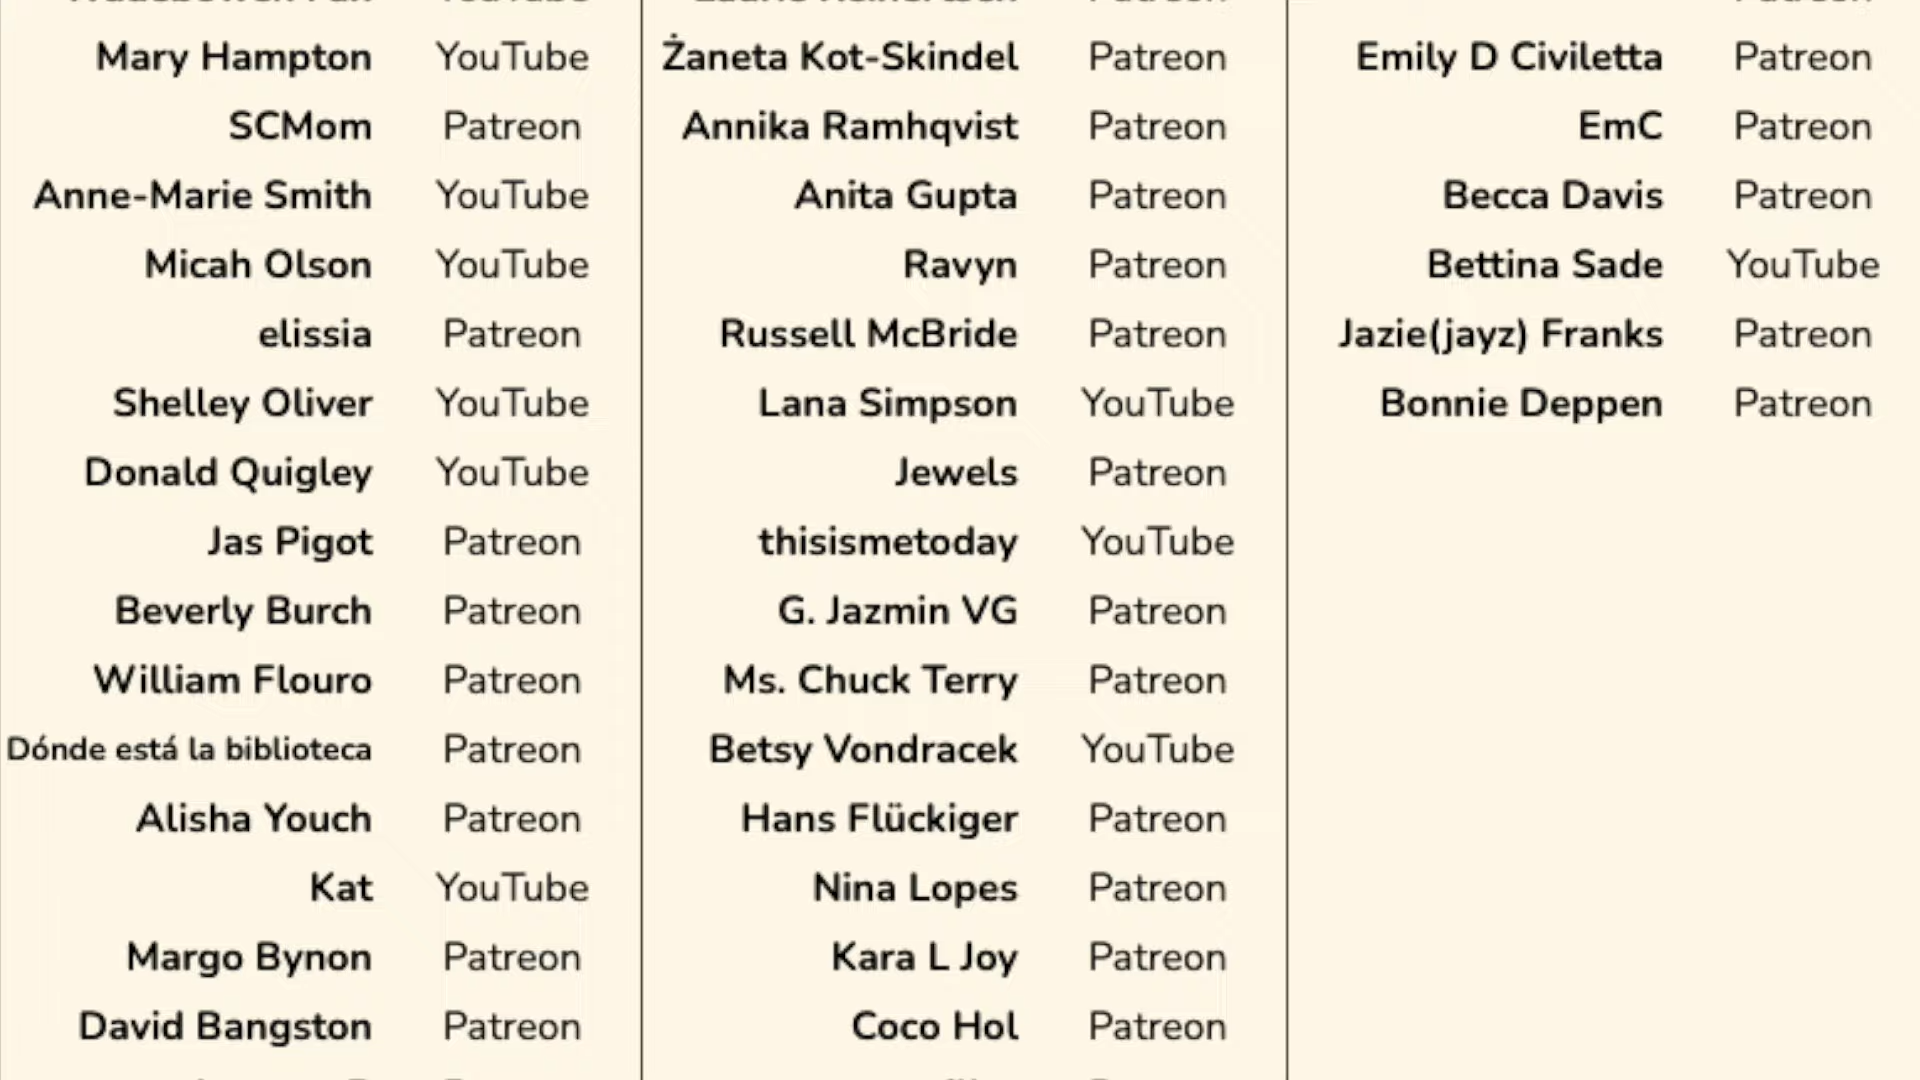 YouTube
Mary Hampton YouTube
SCMom Patreon
Anne-Marie Smith YouTube
Micah Olson YouTube
elissia Patreon
Shelley Oliver YouTube
Donald Quigley YouTube
Jas Pigot Patreon
Beverly Burch Patreon
William Flouro Patreon
Dónde está la biblioteca Patreon
Alisha Youch Patreon
Kat YouTube
Margo Bynon Patreon
David Bangston Patreon
Patreon
Żaneta Kot-Skindel Patreon
Annika Ramhqvist Patreon
Anita Gupta Patreon
Ravyn Patreon
Russell McBride Patreon
Lana Simpson YouTube
Jewels Patreon
thisismetoday YouTube
G. Jazmin VG Patreon
Ms. Chuck Terry Patreon
Betsy Vondracek YouTube
Hans Flückiger Patreon
Nina Lopes Patreon
Kara L Joy Patreon
Coco Hol Patreon
Patreon
Emily D Civiletta Patreon
EmC Patreon
Becca Davis Patreon
Bettina Sade YouTube
Jazie(jayz) Franks Patreon
Bonnie Deppen Patreon